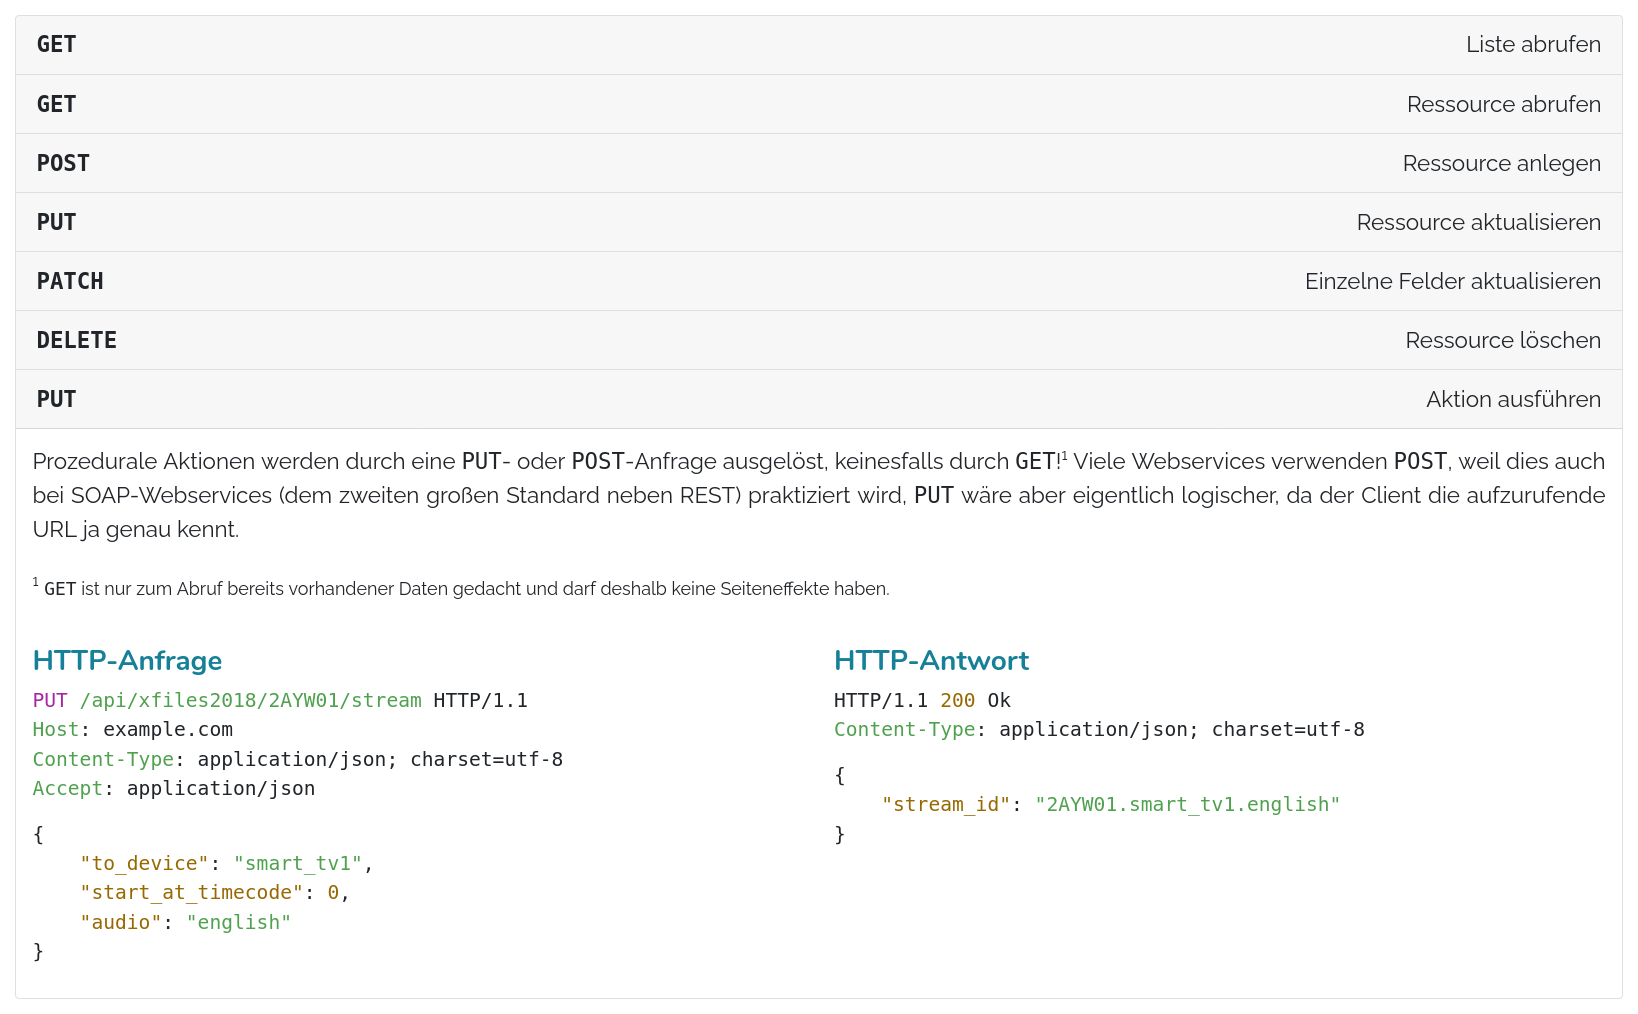 GET Liste abrufen
GET Ressource abrufen
POST Ressource anlegen
PUT Ressource aktualisieren
PATCH Einzelne Felder aktualisieren
DELETE Ressource löschen
PUT Aktion ausführen
Prozedurale Aktionen werden durch eine PUT- oder POST-Anfrage ausgelöst, keinesfalls durch GET!¹ Viele Webservices verwenden POST, weil dies auch
bei SOAP-Webservices (dem zweiten großen Standard neben REST) praktiziert wird, PUT wäre aber eigentlich logischer, da der Client die aufzurufende
URL ja genau kennt.
¹ GET ist nur zum Abruf bereits vorhandener Daten gedacht und darf deshalb keine Seiteneffekte haben.
HTTP-Anfrage
PUT /api/xfiles2018/2AYW01/stream HTTP/1.1
Host: example.com
Content-Type: application/json; charset=utf-8
Accept: application/json
{
    "to_device": "smart_tv1",
    "start_at_timecode": 0,
    "audio": "english"
}
HTTP-Antwort
HTTP/1.1 200 Ok
Content-Type: application/json; charset=utf-8
{
    "stream_id": "2AYW01.smart_tv1.english"
}